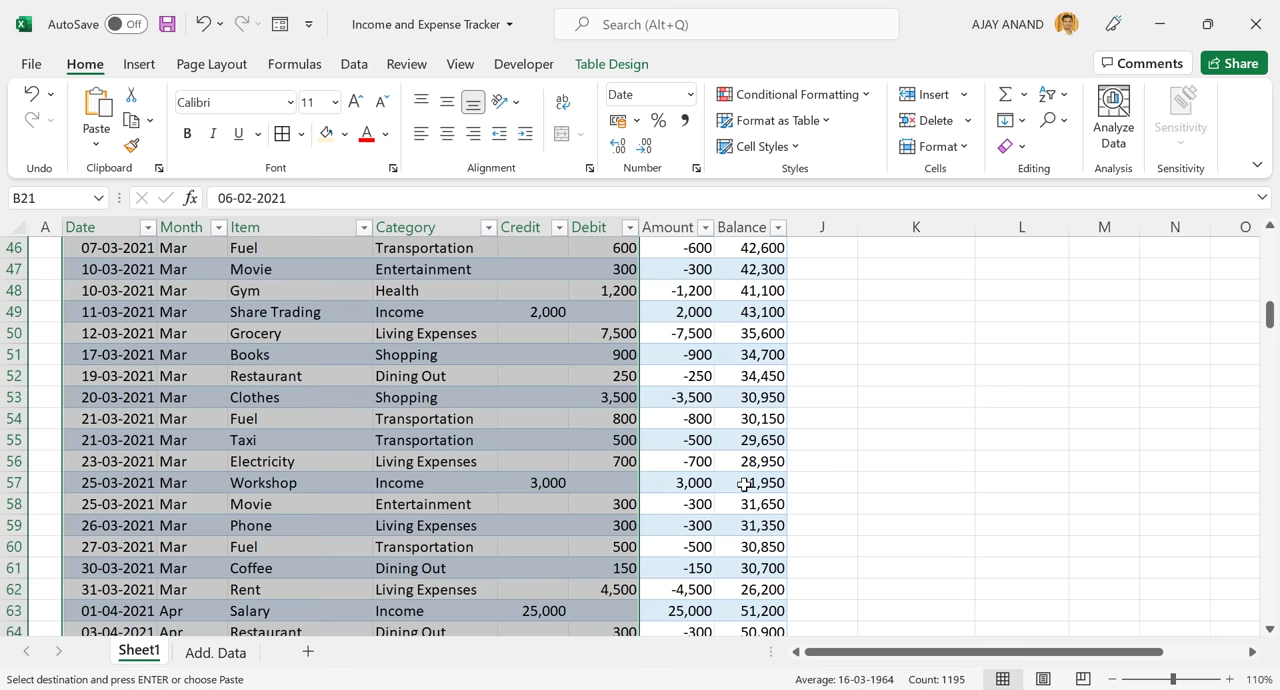 AutoSave Off Income and Expense Tracker Search (Alt+Q) AJAY ANAND
File Home Insert Page Layout Formulas Data Review View Developer Table Design Comments Share
Calibri 11 Date Conditional Formatting Insert
Paste B I U Format as Table Delete Analyze Data Sensitivity
Cell Styles Format
Undo Clipboard Font Alignment Number Styles Cells Editing Analysis Sensitivity
B21 fx 06-02-2021
A Date Month Item Category Credit Debit Amount Balance J K L M N O
46 07-03-2021 Mar Fuel Transportation 600 -600 42,600
47 10-03-2021 Mar Movie Entertainment 300 -300 42,300
48 10-03-2021 Mar Gym Health 1,200 -1,200 41,100
49 11-03-2021 Mar Share Trading Income 2,000 2,000 43,100
50 12-03-2021 Mar Grocery Living Expenses 7,500 -7,500 35,600
51 17-03-2021 Mar Books Shopping 900 -900 34,700
52 19-03-2021 Mar Restaurant Dining Out 250 -250 34,450
53 20-03-2021 Mar Clothes Shopping 3,500 -3,500 30,950
54 21-03-2021 Mar Fuel Transportation 800 -800 30,150
55 21-03-2021 Mar Taxi Transportation 500 -500 29,650
56 23-03-2021 Mar Electricity Living Expenses 700 -700 28,950
57 25-03-2021 Mar Workshop Income 3,000 3,000
58 25-03-2021 Mar Movie Entertainment 300 -300 31,650
59 26-03-2021 Mar Phone Living Expenses 300 -300 31,350
60 27-03-2021 Mar Fuel Transportation 500 -500 30,850
61 30-03-2021 Mar Coffee Dining Out 150 -150 30,700
62 31-03-2021 Mar Rent Living Expenses 4,500 -4,500 26,200
63 01-04-2021 Apr Salary Income 25,000 25,000 51,200
64 03-04-2021 Apr Restaurant Dining Out 300 -300 50,900
Sheet1 Add. Data
Select destination and press ENTER or choose Paste Average: 16-03-1964 Count: 1195 110%